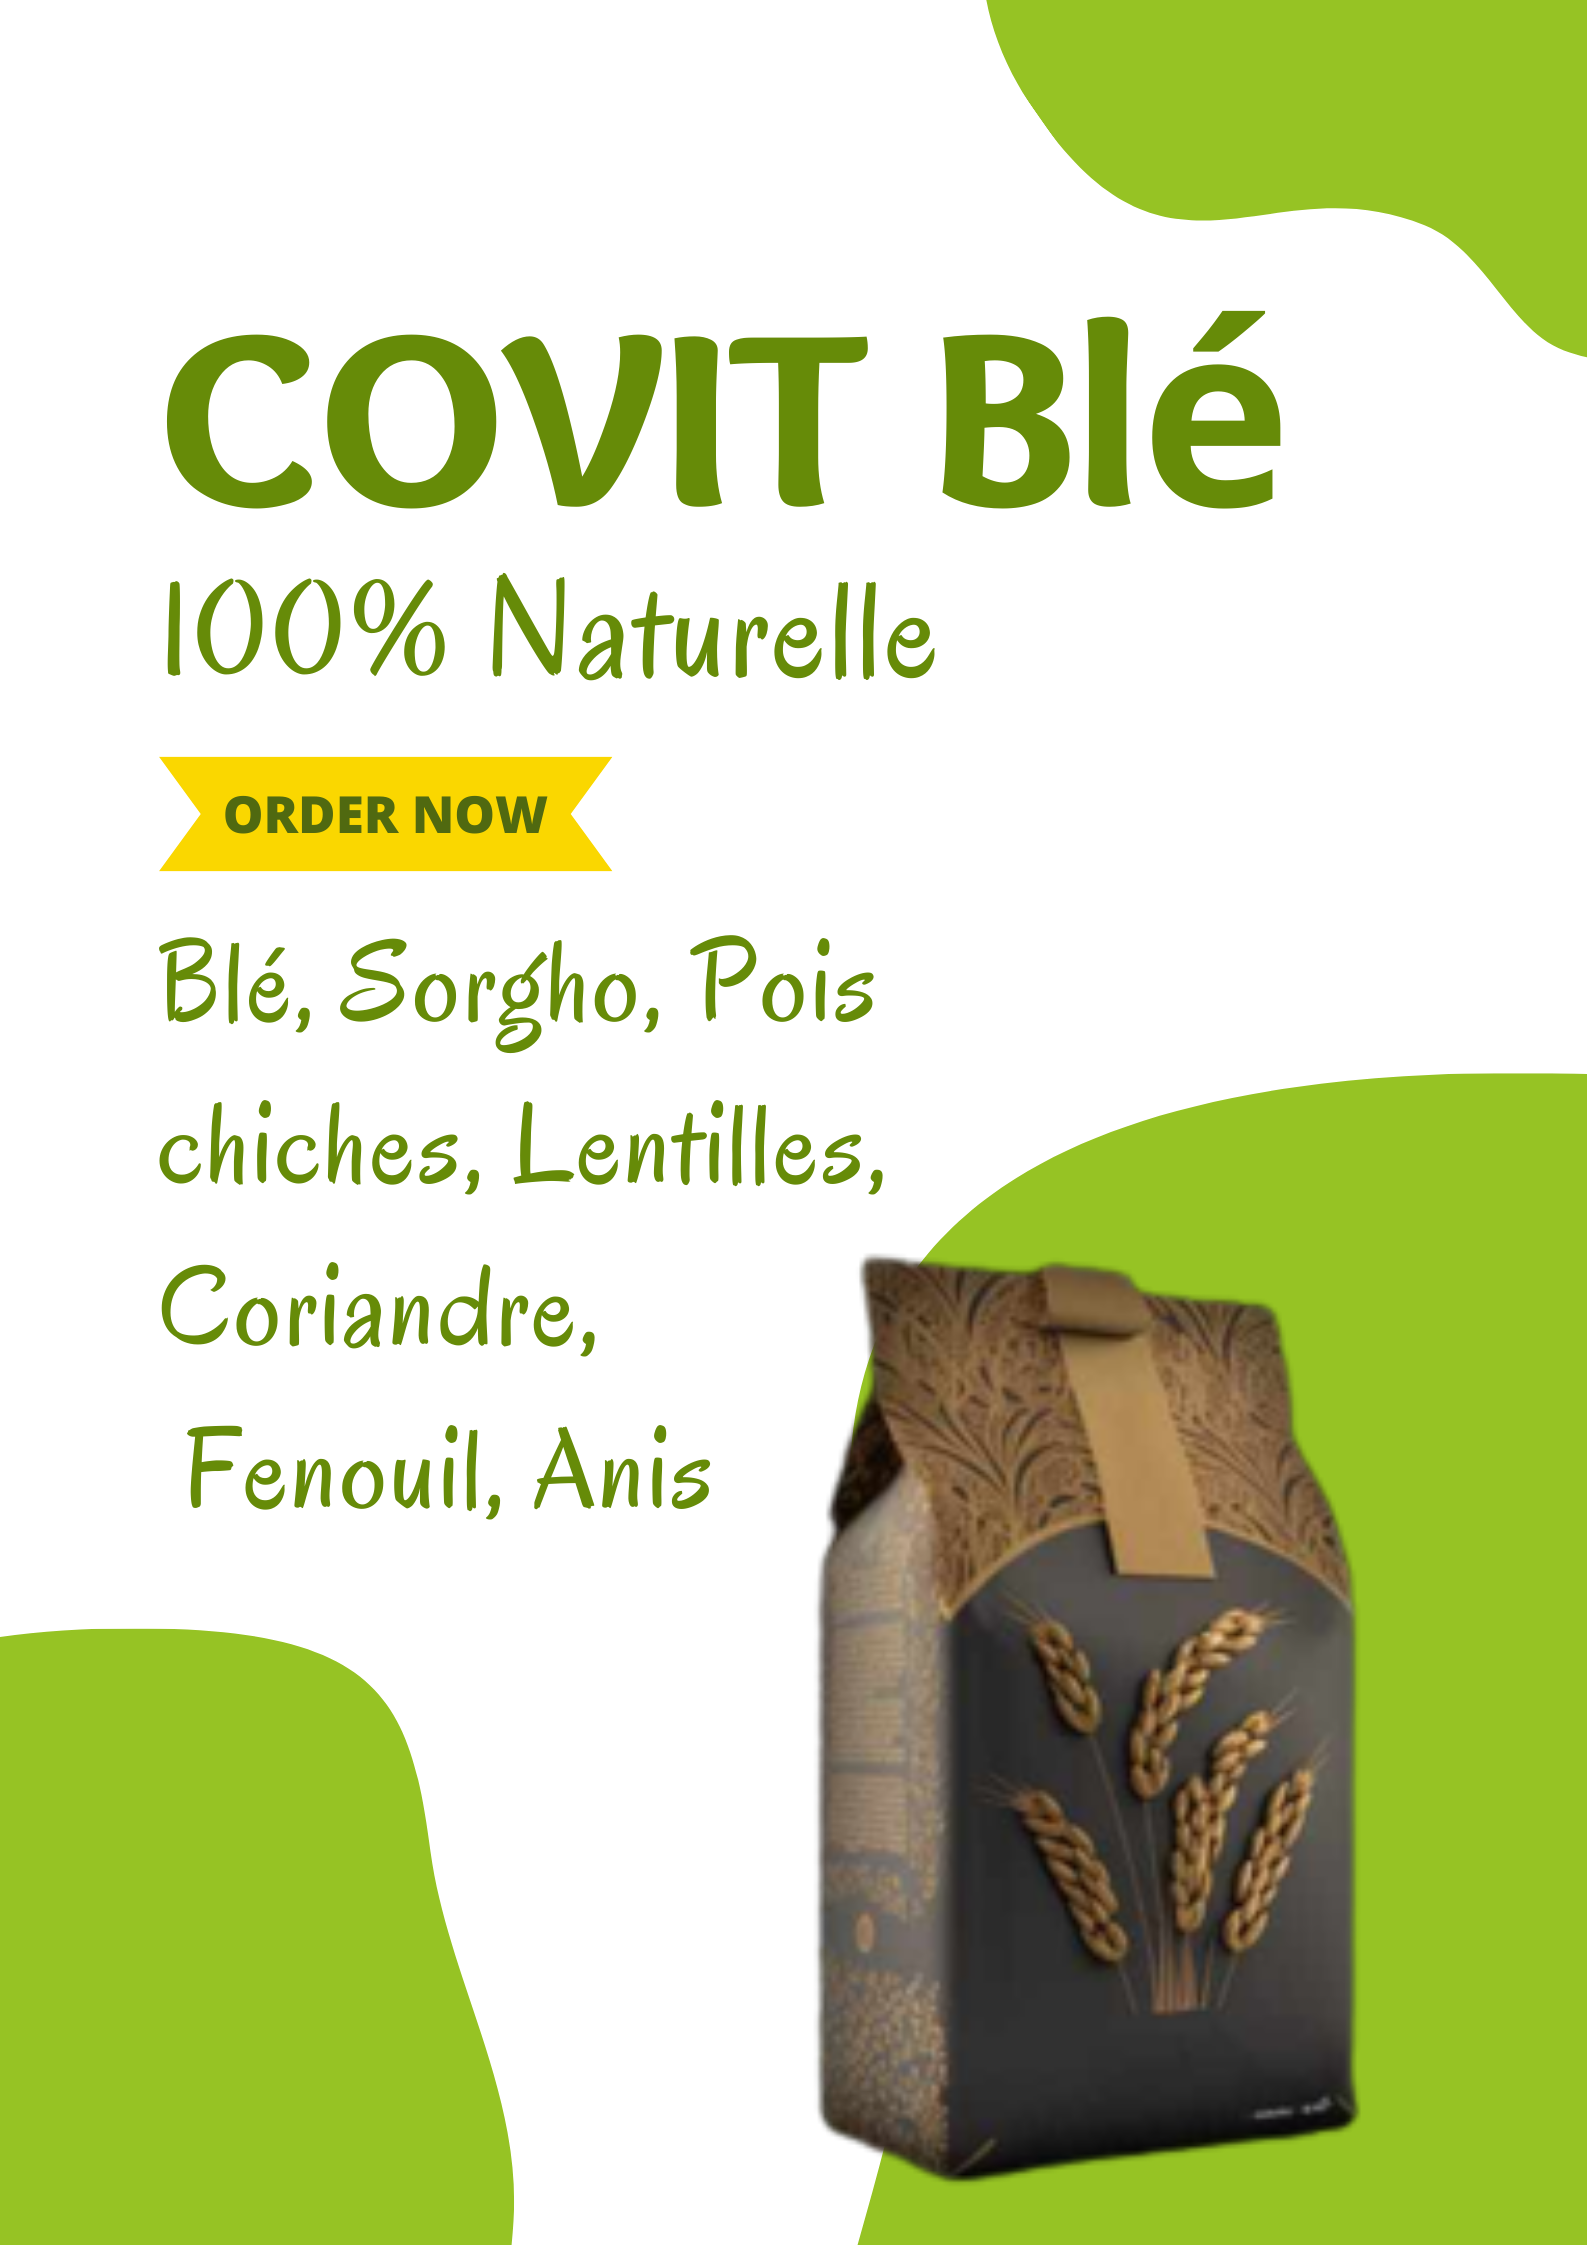 COVIT Blé
100% Naturelle
ORDER NOW
Blé, Sorgho, Pois
chiches, Lentilles,
Coriandre,
Fenouil, Anis